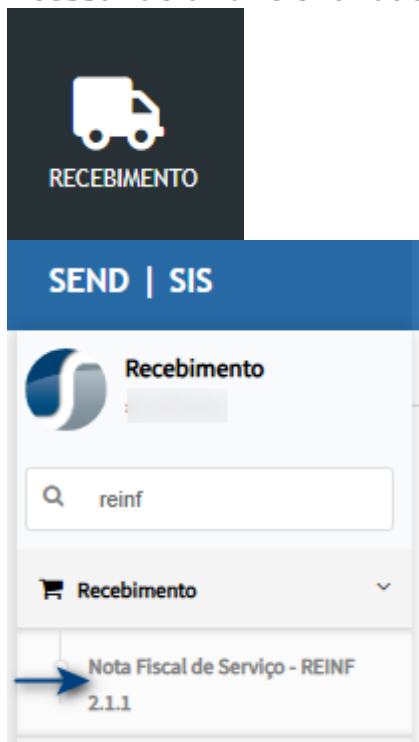 RECEBIMENTO
SEND | SIS
Recebimento
reinf
Recebimento
Nota Fiscal de Serviço - REINF
2.1.1